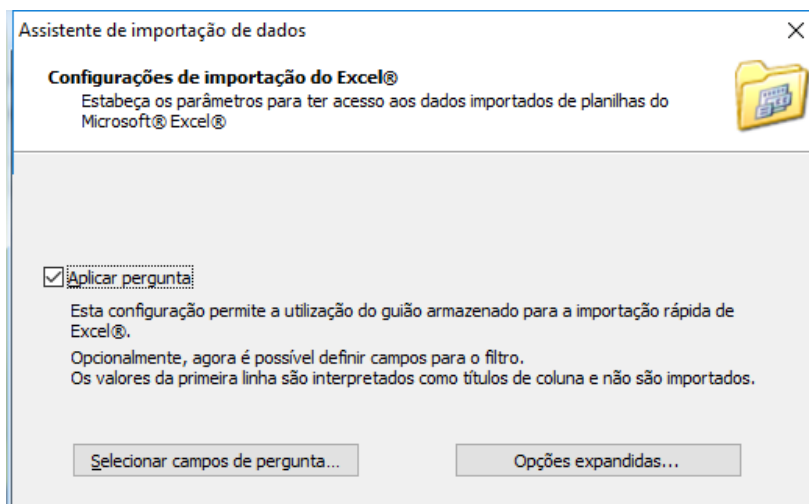 Assistente de importação de dados
Configurações de importação do Excel®
Estabeça os parâmetros para ter acesso aos dados importados de planilhas do
Microsoft® Excel®
Aplicar pergunta
Esta configuração permite a utilização do guião armazenado para a importação rápida de
Excel®.
Opcionalmente, agora é possível definir campos para o filtro.
Os valores da primeira linha são interpretados como títulos de coluna e não são importados.
Selecionar campos de pergunta...
Opções expandidas...